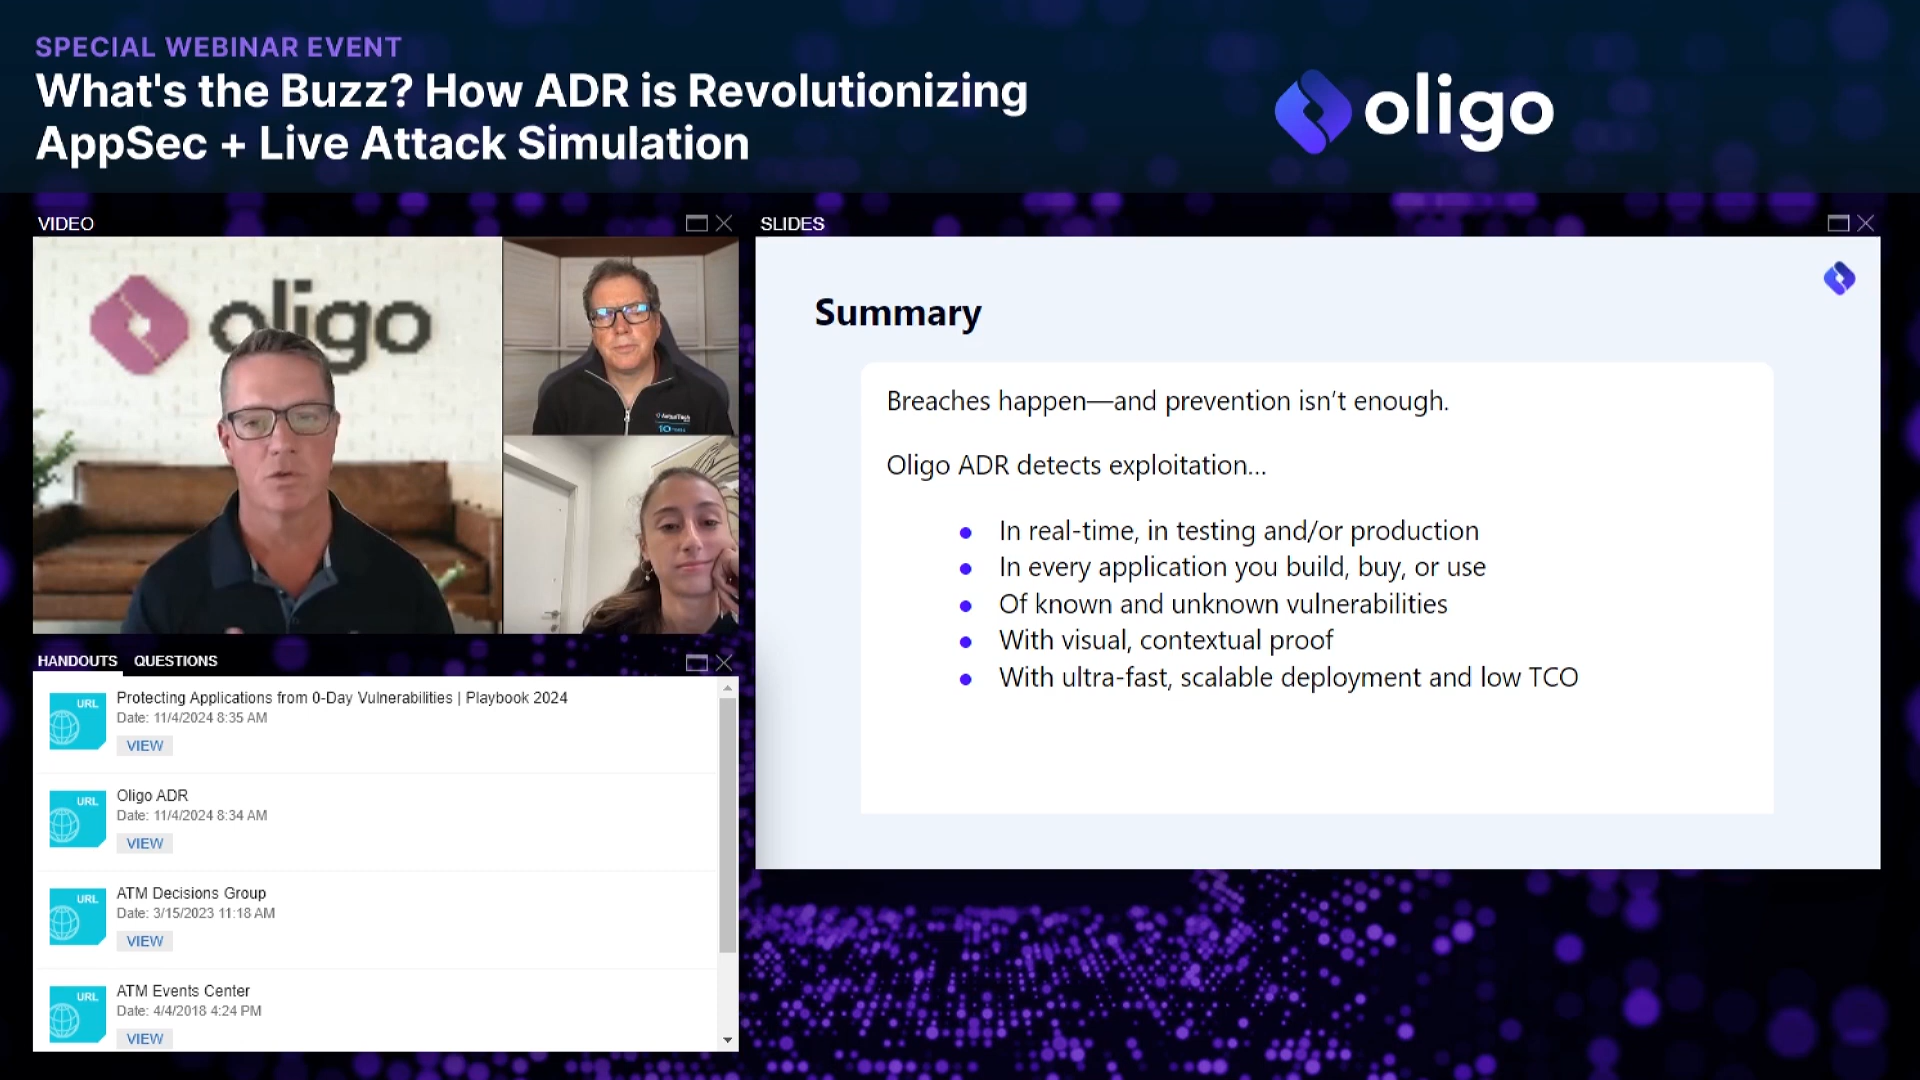 SPECIAL WEBINAR EVENT
What's the Buzz? How ADR is Revolutionizing
AppSec + Live Attack Simulation
oligo
VIDEO
oligo
ActualTech
10
HANDOUTS QUESTIONS
URL
Protecting Applications from 0-Day Vulnerabilities | Playbook 2024
Date: 11/4/2024 8:35 AM
VIEW
URL
Oligo ADR
Date: 11/4/2024 8:34 AM
VIEW
URL
ATM Decisions Group
Date: 3/15/2023 11:18 AM
VIEW
URL
ATM Events Center
Date: 4/4/2018 4:24 PM
VIEW
SLIDES
Summary
Breaches happen—and prevention isn’t enough.
Oligo ADR detects exploitation...
● In real-time, in testing and/or production
● In every application you build, buy, or use
● Of known and unknown vulnerabilities
● With visual, contextual proof
● With ultra-fast, scalable deployment and low TCO